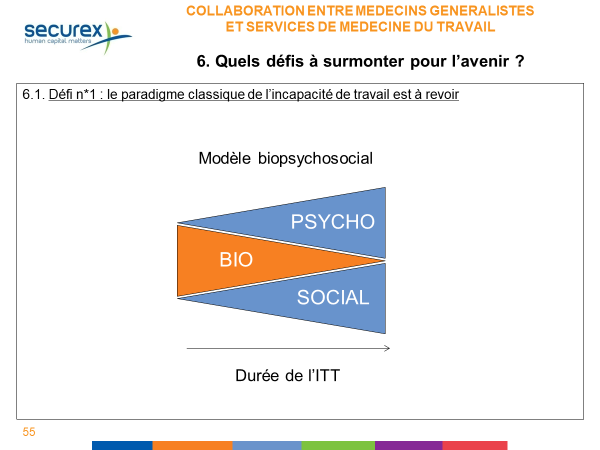 securex
human capital matters
COLLABORATION ENTRE MEDECINS GENERALISTES
ET SERVICES DE MEDECINE DU TRAVAIL
6. Quels défis à surmonter pour l’avenir ?
6.1. Défi n*1 : le paradigme classique de l’incapacité de travail est à revoir
Modèle biopsychosocial
PSYCHO
BIO
SOCIAL
Durée de l’ITT
55